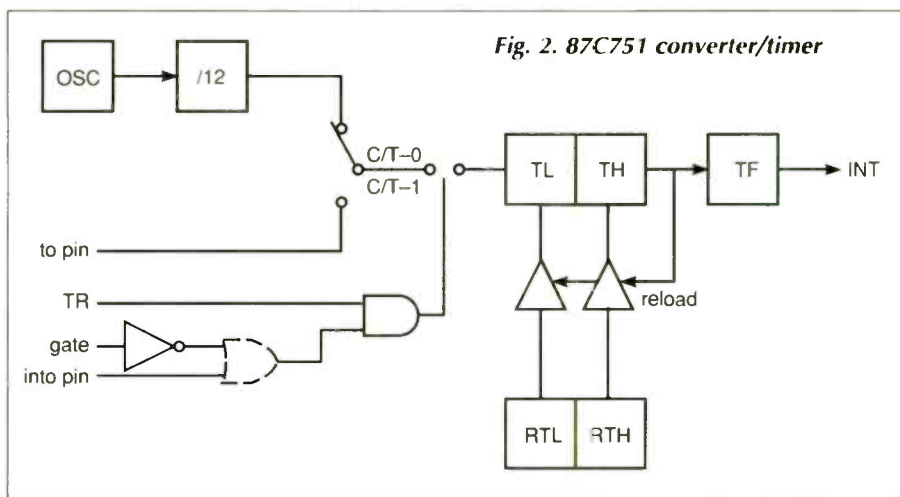 Fig. 2. 87C751 converter/timer
OSC
/12
C/T–0
C/T–1
TL
TH
TF
INT
to pin
TR
gate
into pin
reload
RTL
RTH